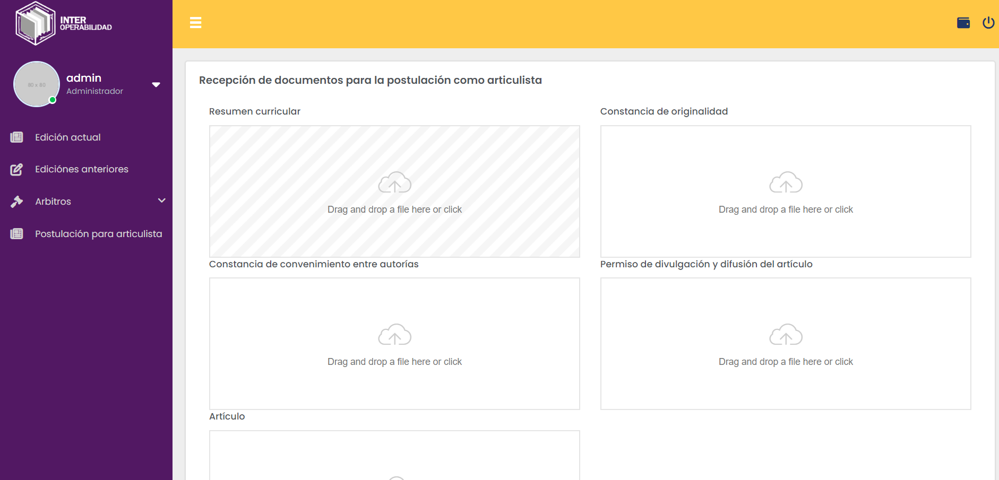 INTER
OPERABILIDAD
80 x 80
admin
Administrador
Edición actual
Ediciónes anteriores
Arbitros
Postulación para articulista
Recepción de documentos para la postulación como articulista
Resumen curricular
Constancia de originalidad
Drag and drop a file here or click
Drag and drop a file here or click
Constancia de convenimiento entre autorías
Permiso de divulgación y difusión del artículo
Drag and drop a file here or click
Drag and drop a file here or click
Artículo